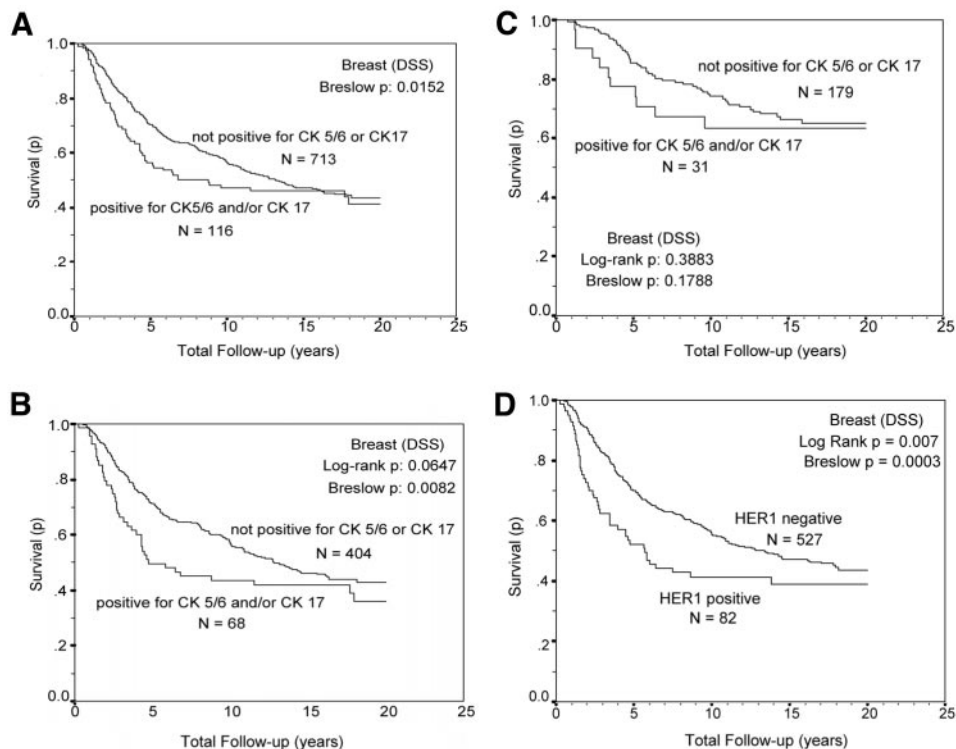 A
1.0
.8
.6
.4
.2
0.0
Survival (p)
Breast (DSS)
Breslow p: 0.0152
not positive for CK 5/6 or CK17
N = 713
positive for CK5/6 and/or CK 17
N = 116
0 5 10 15 20 25
Total Follow-up (years)
C
1.0
.8
.6
.4
.2
0.0
Survival (p)
not positive for CK 5/6 or CK 17
N = 179
positive for CK 5/6 and/or CK 17
N = 31
Breast (DSS)
Log-rank p: 0.3883
Breslow p: 0.1788
0 5 10 15 20 25
Total Follow-up (years)
B
1.0
.8
.6
.4
.2
0.0
Survival (p)
Breast (DSS)
Log-rank p: 0.0647
Breslow p: 0.0082
not positive for CK 5/6 or CK 17
N = 404
positive for CK 5/6 and/or CK 17
N = 68
0 5 10 15 20 25
Total Follow-up (years)
D
1.0
.8
.6
.4
.2
0.0
Survival (p)
Breast (DSS)
Log Rank p = 0.007
Breslow p = 0.0003
HER1 negative
N = 527
HER1 positive
N = 82
0 5 10 15 20 25
Total Follow-up (years)